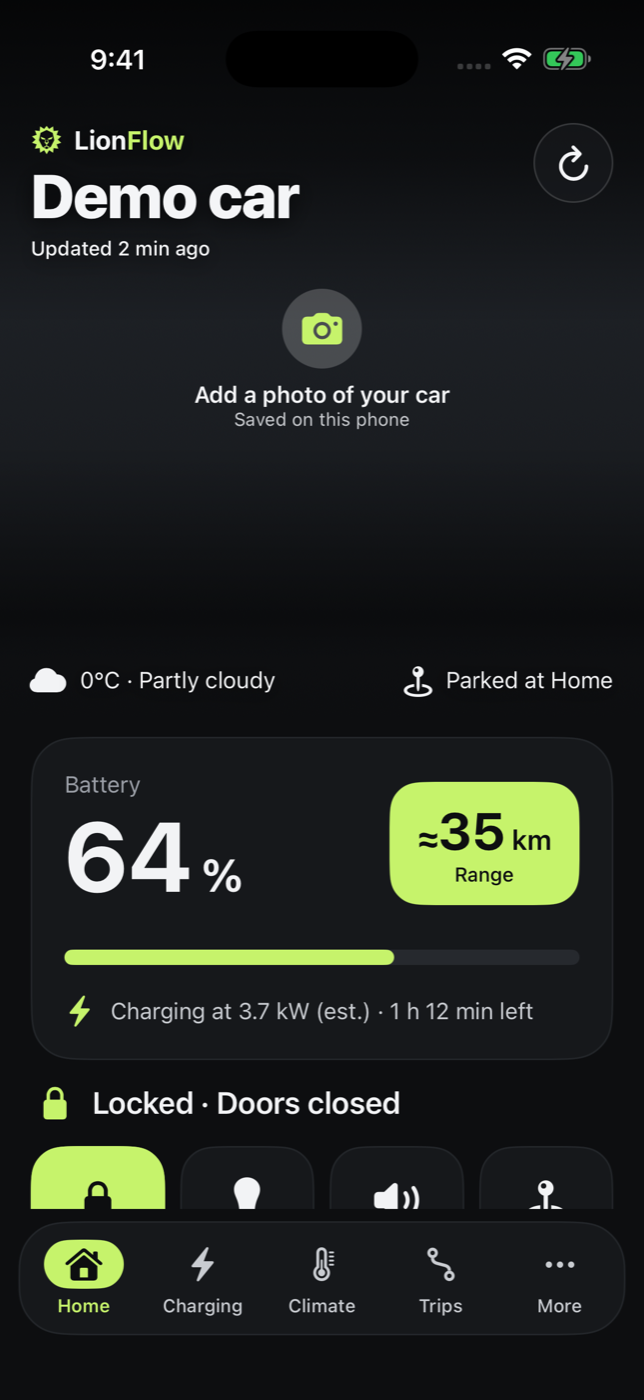 9:41
LionFlow
Demo car
Updated 2 min ago
Add a photo of your car
Saved on this phone
0°C · Partly cloudy
Parked at Home
Battery
64 %
≈35 km
Range
Charging at 3.7 kW (est.) · 1 h 12 min left
Locked · Doors closed
Home
Charging
Climate
Trips
More